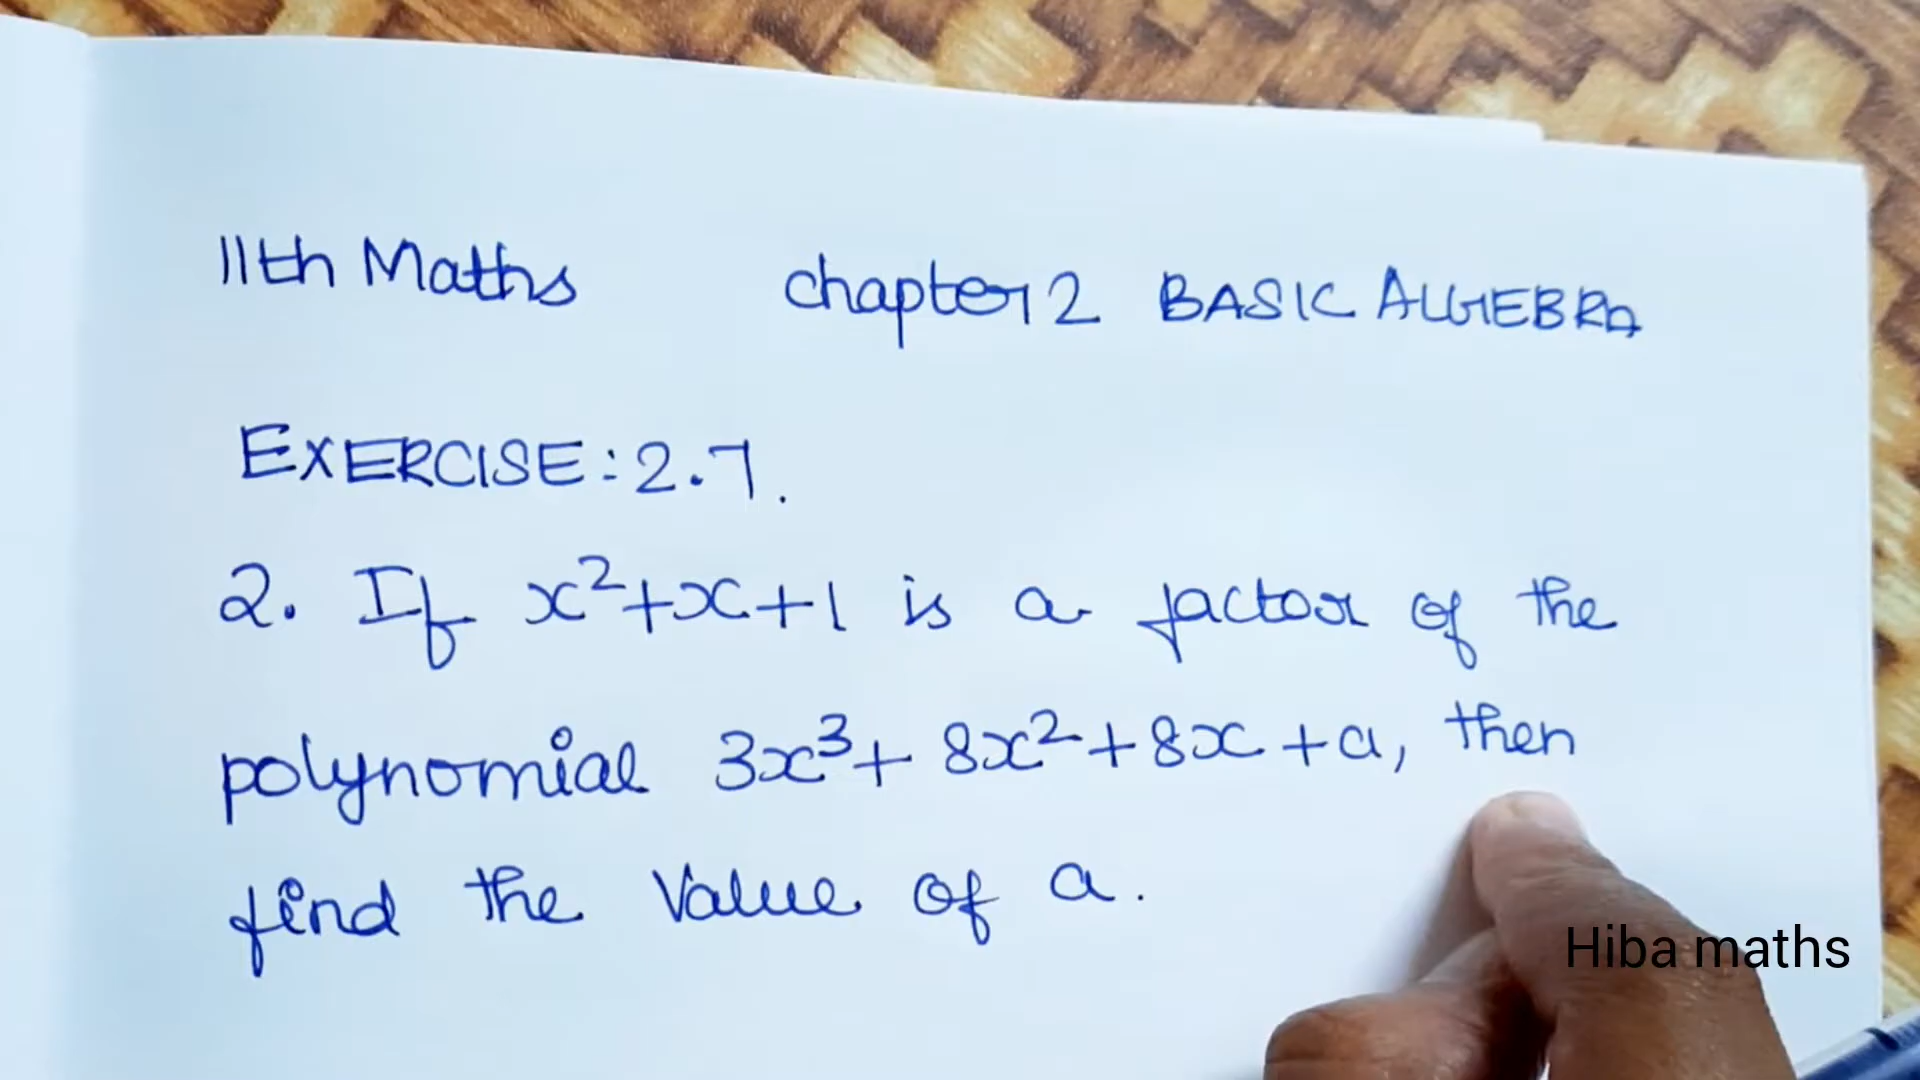 11th Maths chapter 2 BASIC ALGEBRA
EXERCISE: 2.7.
2. If x²+x+1 is a factor of the
polynomial 3x³+ 8x²+8x+a, then
find the Value of a.
Hiba maths